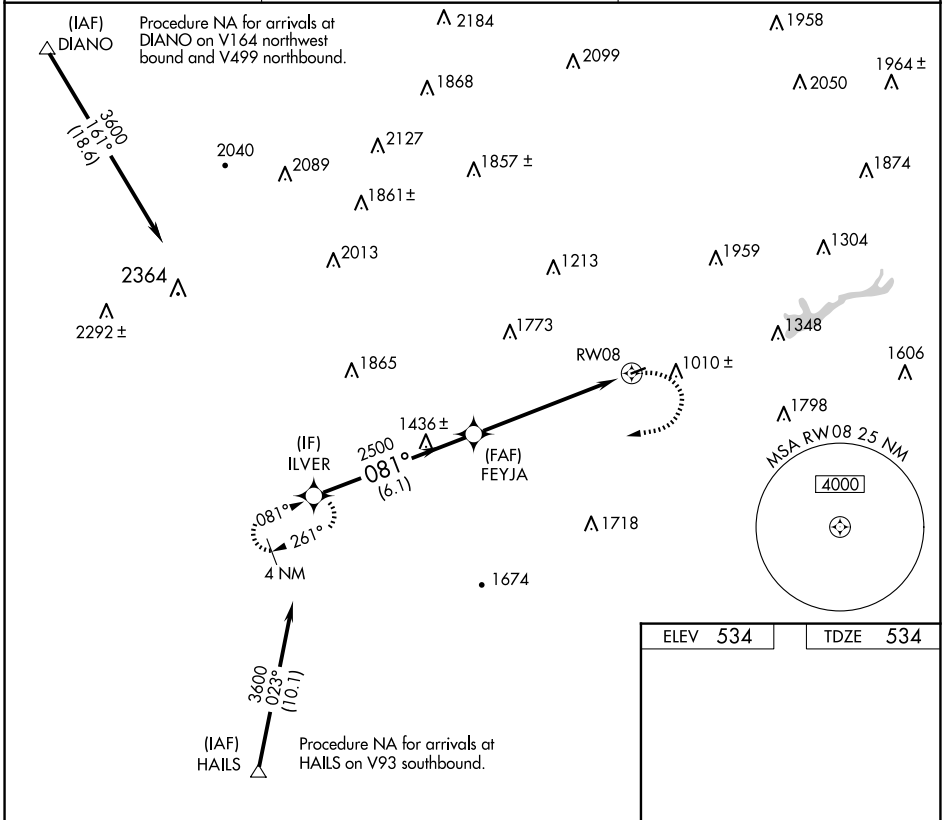 (IAF)
DIANO
Procedure NA for arrivals at
DIANO on V164 northwest
bound and V499 northbound.
2184
1958
2099
1964 ±
2050
1868
3600
161°
(18.6)
2127
2040
2089
1857 ±
1874
1861 ±
2013
1213
1959
1304
2364
2292 ±
1773
1348
RW08
1010 ±
1606
1865
1798
1436 ±
MSA RW 08 25 NM
4000
(IF)
ILVER
2500
081°
(6.1)
(FAF)
FEYJA
081°
261°
4 NM
1718
1674
3600
023°
(10.1)
(IAF)
HAILS
Procedure NA for arrivals at
HAILS on V93 southbound.
ELEV 534
TDZE 534